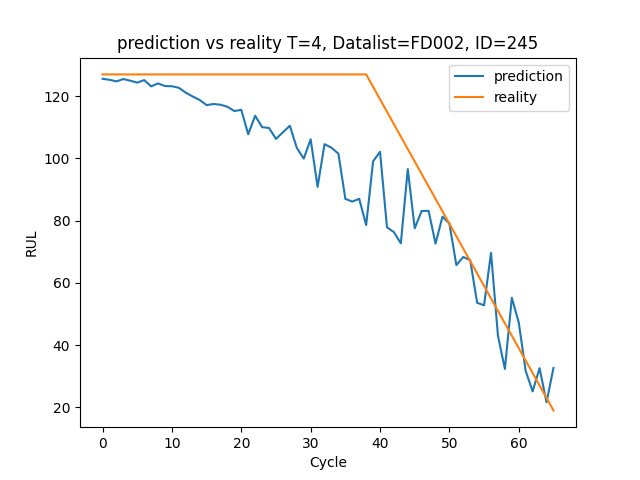 prediction vs reality T=4, Datalist=FD002, ID=245
prediction
reality
RUL
120
100
80
60
40
20
0 10 20 30 40 50 60
Cycle